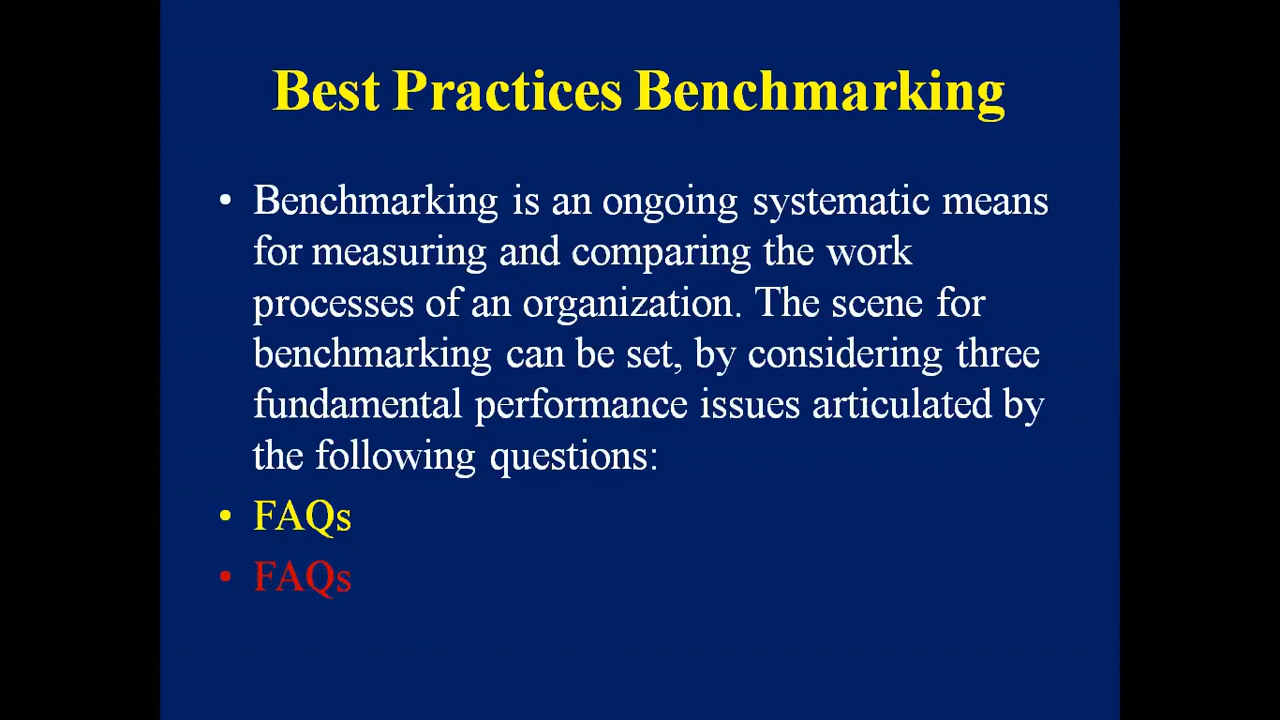 Best Practices Benchmarking
• Benchmarking is an ongoing systematic means
for measuring and comparing the work
processes of an organization. The scene for
benchmarking can be set, by considering three
fundamental performance issues articulated by
the following questions:
• FAQs
• FAQs